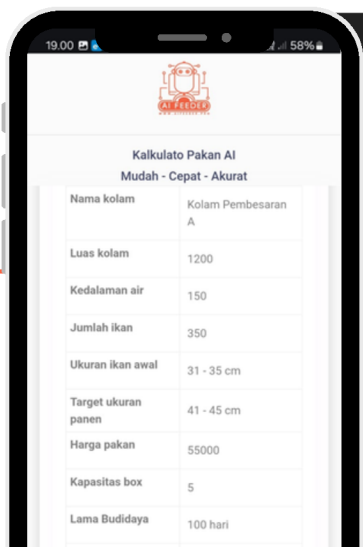 19.00
58%
AI FEEDER
Kalkulato Pakan AI
Mudah - Cepat - Akurat
Nama kolam
Kolam Pembesaran
A
Luas kolam
1200
Kedalaman air
150
Jumlah ikan
350
Ukuran ikan awal
31 - 35 cm
Target ukuran
panen
41 - 45 cm
Harga pakan
55000
Kapasitas box
5
Lama Budidaya
100 hari